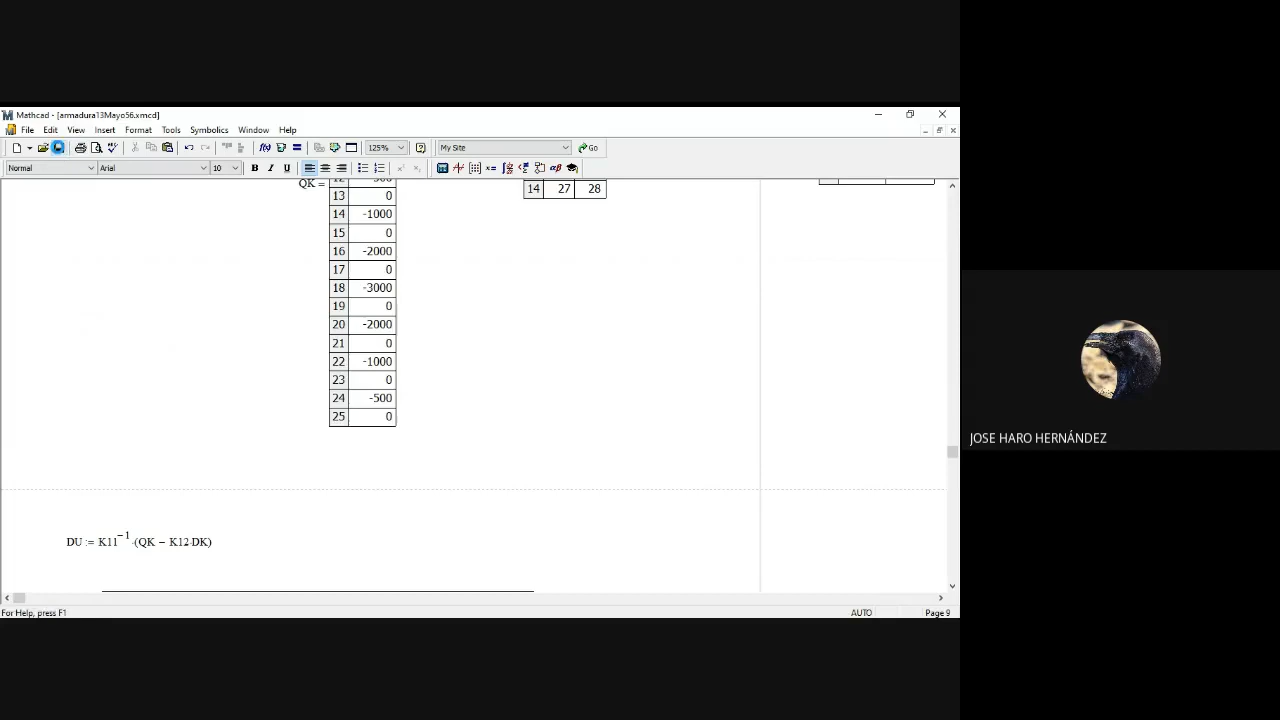 Mathcad - [armadura13Mayo56.xmcd]
File Edit View Insert Format Tools Symbolics Window Help
125% My Site Go
Normal Arial 10 B I U
QK =
13 0
14 -1000
15 0
16 -2000
17 0
18 -3000
19 0
20 -2000
21 0
22 -1000
23 0
24 -500
25 0
14 27 28
DU := K11⁻¹·(QK − K12·DK)
For Help, press F1 AUTO Page 9
JOSE HARO HERNÁNDEZ